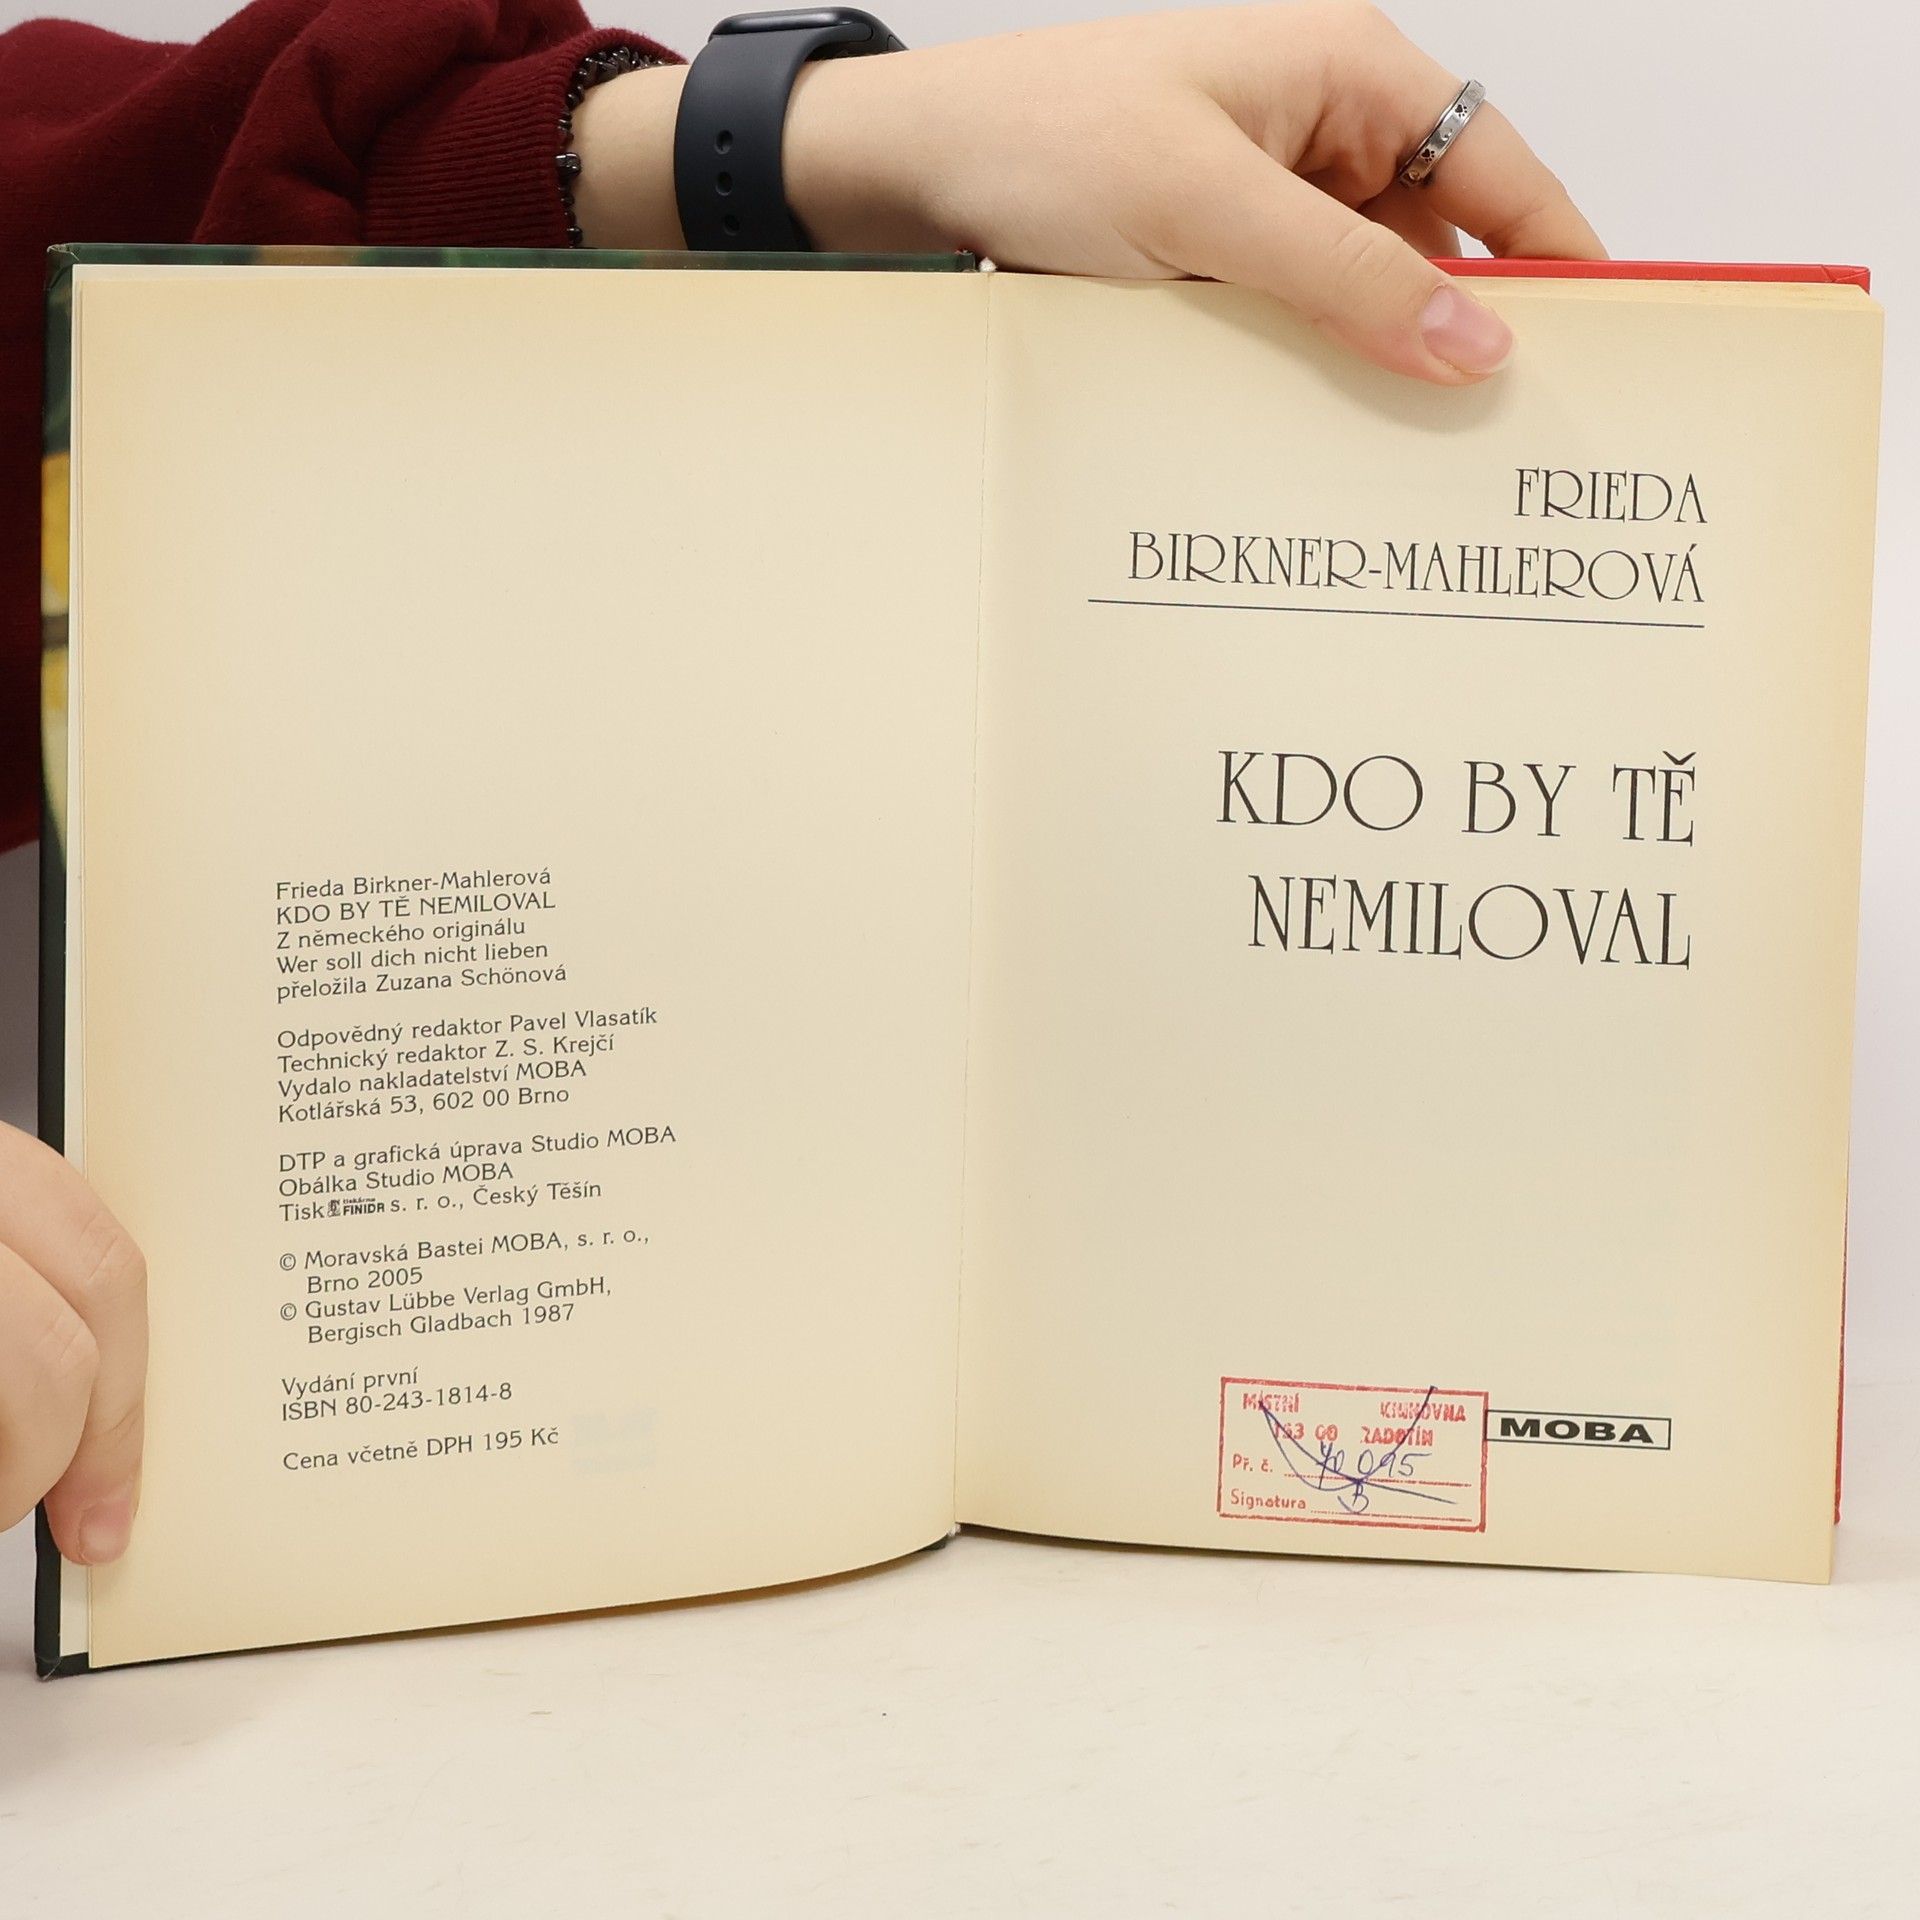 Frieda Birkner-Mahlerová
KDO BY TĚ NEMILOVAL
Z německého originálu
Wer soll dich nicht lieben
přeložila Zuzana Schönová
Odpovědný redaktor Pavel Vlasatík
Technický redaktor Z. S. Krejčí
Vydalo nakladatelství MOBA
Kotlářská 53, 602 00 Brno
DTP a grafická úprava Studio MOBA
Obálka Studio MOBA
Tisk tiskárna FINIDR s. r. o., Český Těšín
© Moravská Bastei MOBA, s. r. o.,
Brno 2005
© Gustav Lübbe Verlag GmbH,
Bergisch Gladbach 1987
Vydání první
ISBN 80-243-1814-8
Cena včetně DPH 195 Kč
FRIEDA
BIRKNER-MAHLEROVÁ
KDO BY TĚ
NEMILOVAL
MÍSTNÍ KNIHOVNA
153 00 RADOTÍN
Př. č.
Signatura B
MOBA